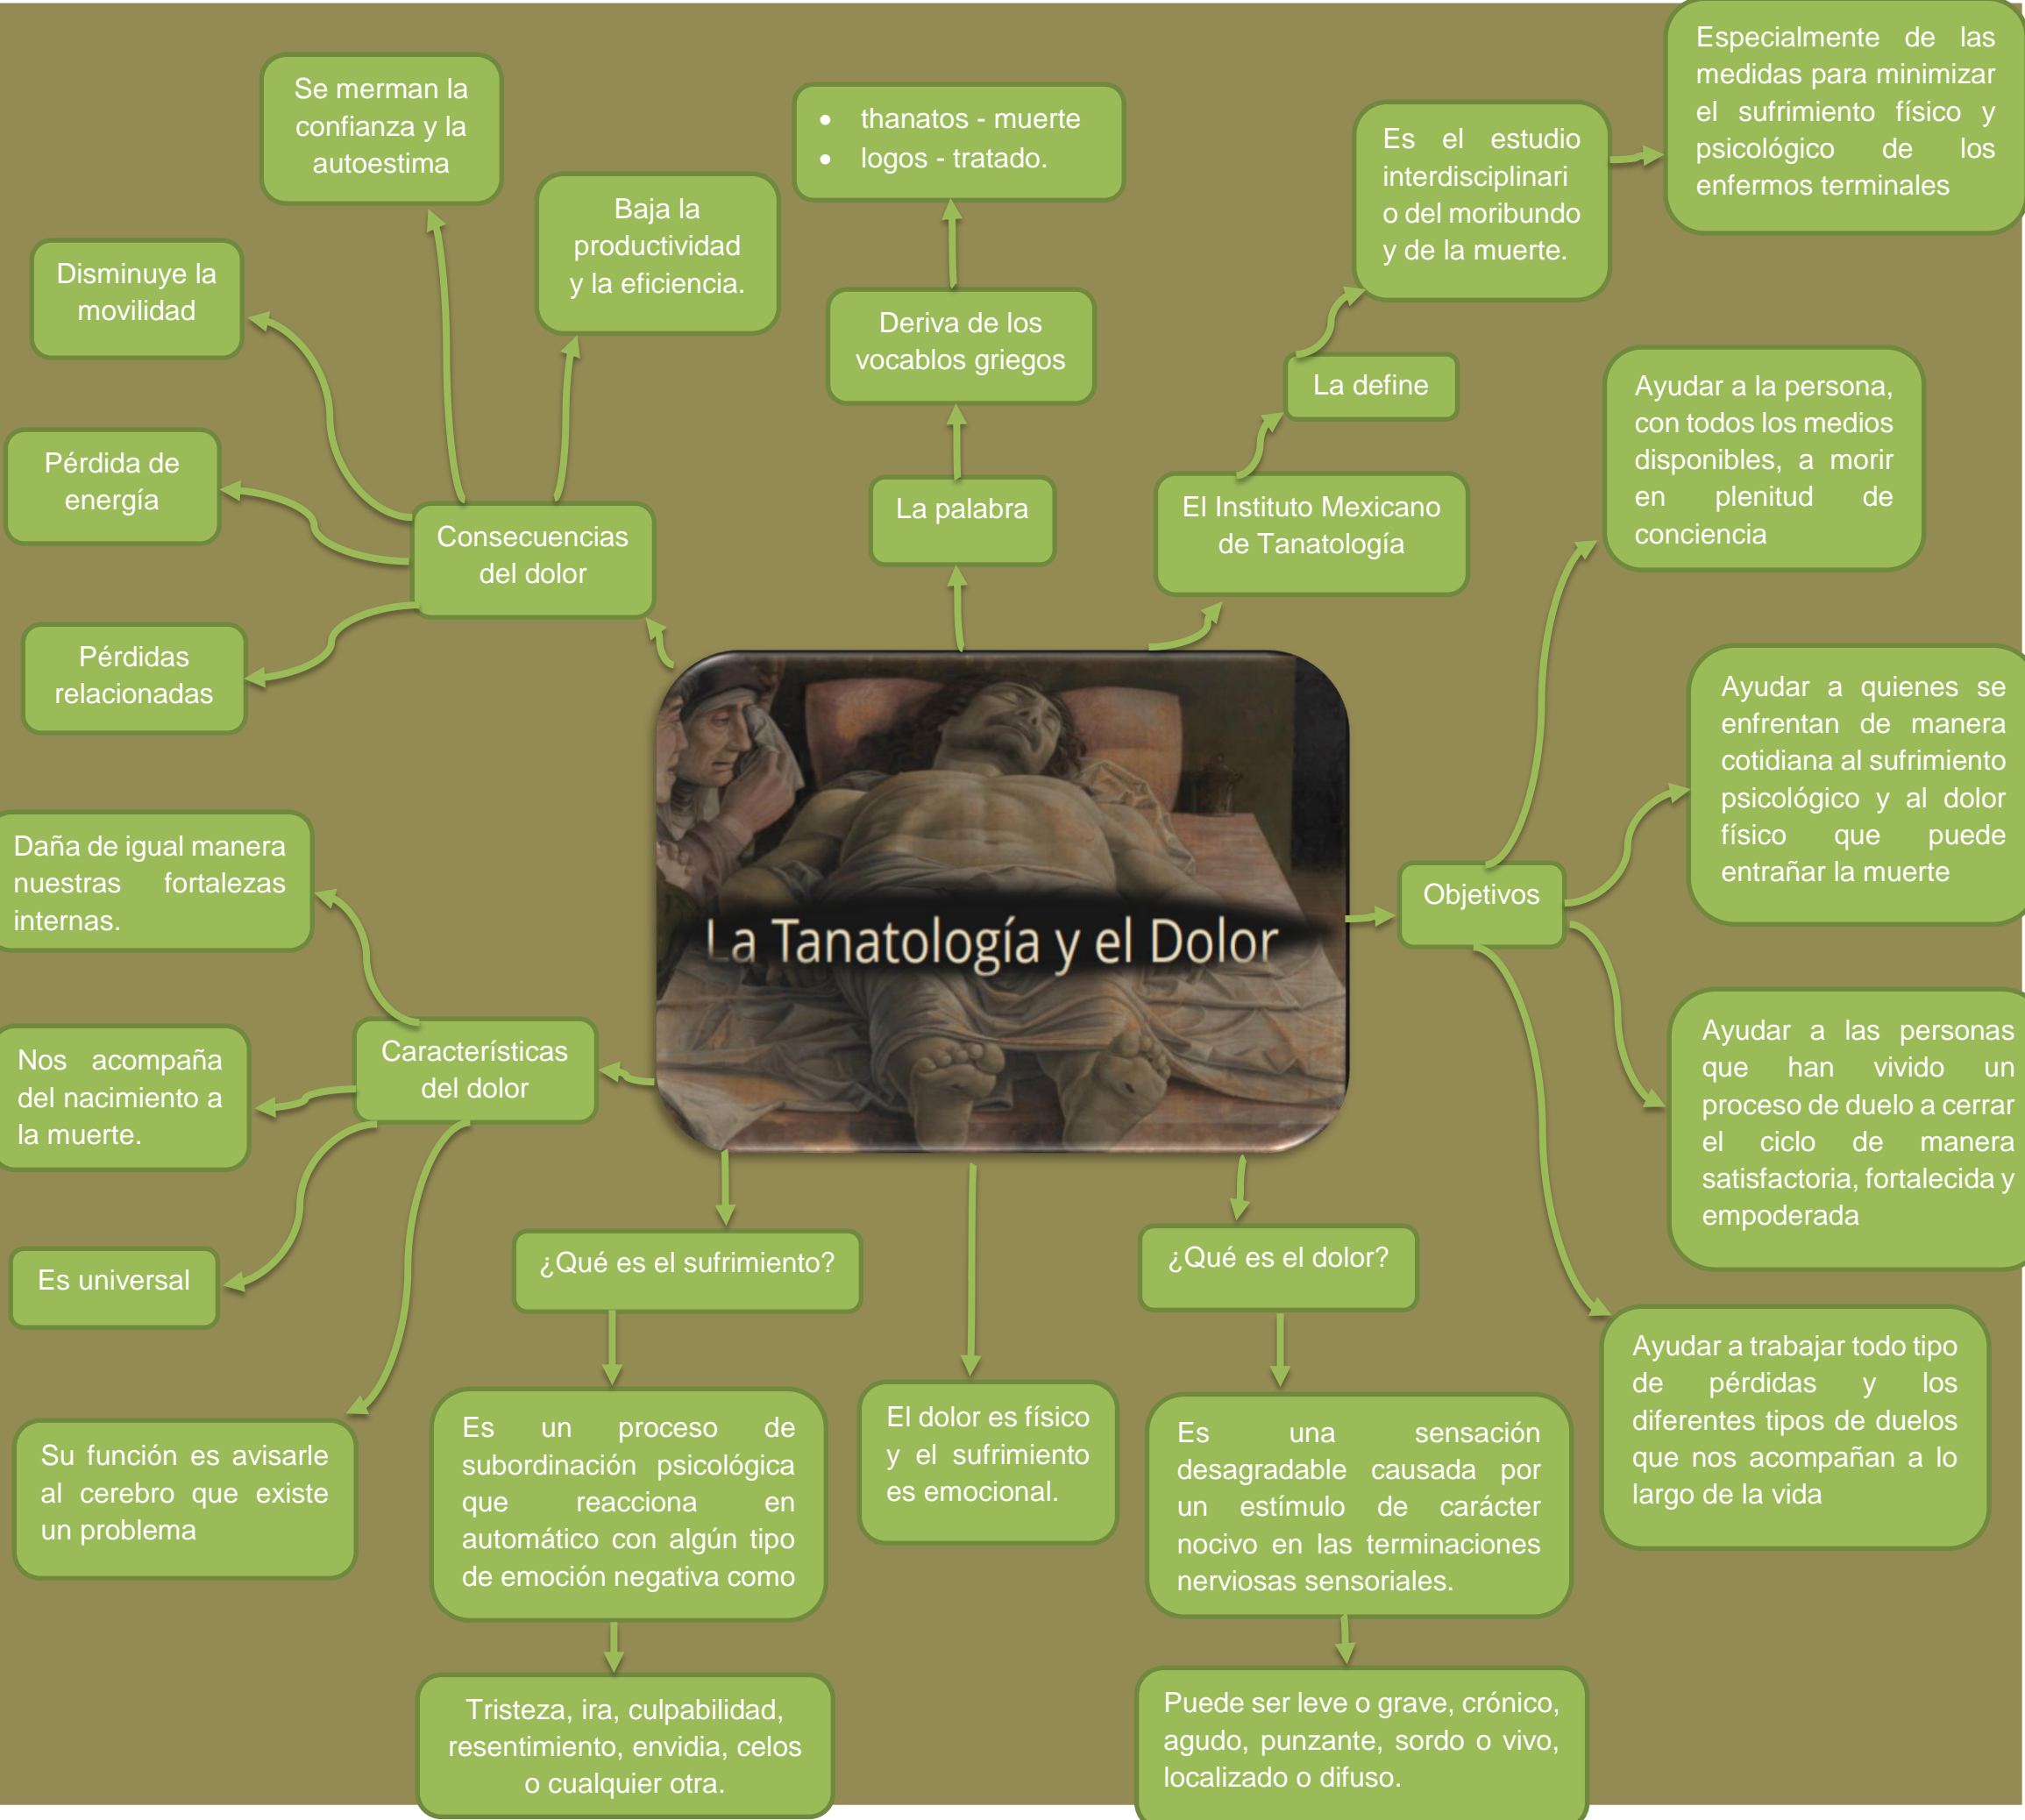 Especialmente de las
medidas para minimizar
el sufrimiento físico y
psicológico de los
enfermos terminales
Se merman la
confianza y la
autoestima
• thanatos - muerte
• logos - tratado.
Es el estudio
interdisciplinari
o del moribundo
y de la muerte.
Baja la
productividad
y la eficiencia.
Disminuye la
movilidad
Deriva de los
vocablos griegos
La define
Ayudar a la persona,
con todos los medios
disponibles, a morir
en plenitud de
conciencia
Pérdida de
energía
Consecuencias
del dolor
La palabra
El Instituto Mexicano
de Tanatología
Pérdidas
relacionadas
Ayudar a quienes se
enfrentan de manera
cotidiana al sufrimiento
psicológico y al dolor
físico que puede
entrañar la muerte
Daña de igual manera
nuestras fortalezas
internas.
La Tanatología y el Dolor
Objetivos
Nos acompaña
del nacimiento a
la muerte.
Características
del dolor
Ayudar a las personas
que han vivido un
proceso de duelo a cerrar
el ciclo de manera
satisfactoria, fortalecida y
empoderada
Es universal
¿Qué es el sufrimiento?
¿Qué es el dolor?
Ayudar a trabajar todo tipo
de pérdidas y los
diferentes tipos de duelos
que nos acompañan a lo
largo de la vida
Su función es avisarle
al cerebro que existe
un problema
Es un proceso de
subordinación psicológica
que reacciona en
automático con algún tipo
de emoción negativa como
El dolor es físico
y el sufrimiento
es emocional.
Es una sensación
desagradable causada por
un estímulo de carácter
nocivo en las terminaciones
nerviosas sensoriales.
Tristeza, ira, culpabilidad,
resentimiento, envidia, celos
o cualquier otra.
Puede ser leve o grave, crónico,
agudo, punzante, sordo o vivo,
localizado o difuso.